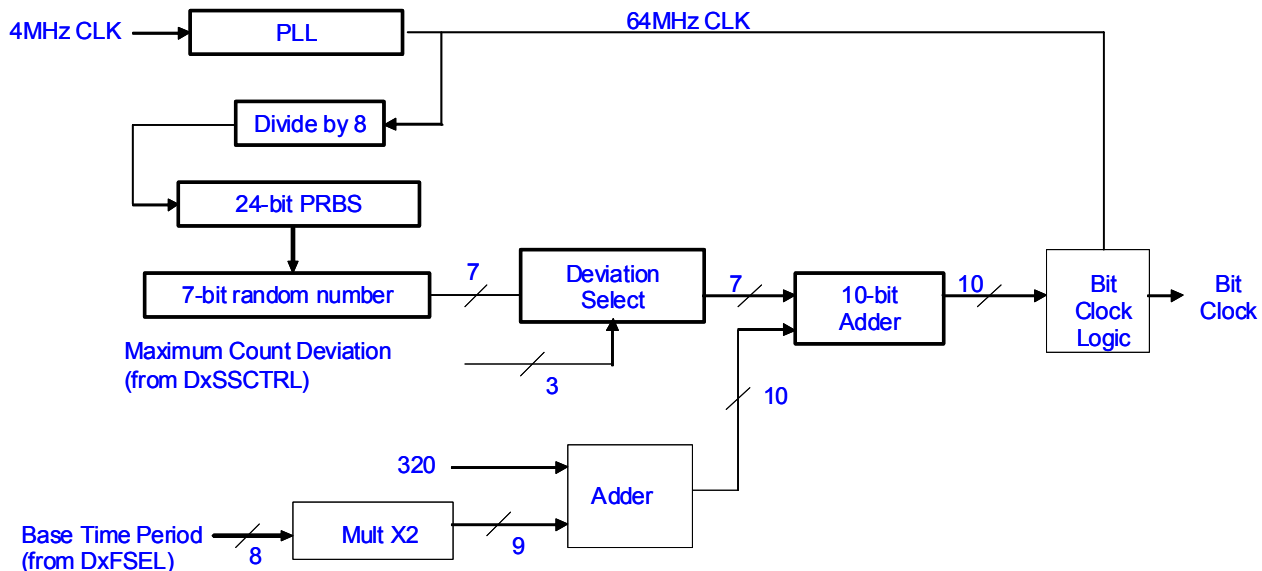 4MHz CLK
PLL
64MHz CLK
Divide by 8
24-bit PRBS
7-bit random number
7
Deviation
Select
7
10-bit
Adder
10
Bit
Clock
Logic
Bit
Clock
Maximum Count Deviation
(from DxSSCTRL)
3
10
320
Adder
Base Time Period
(from DxFSEL)
8
Mult X2
9